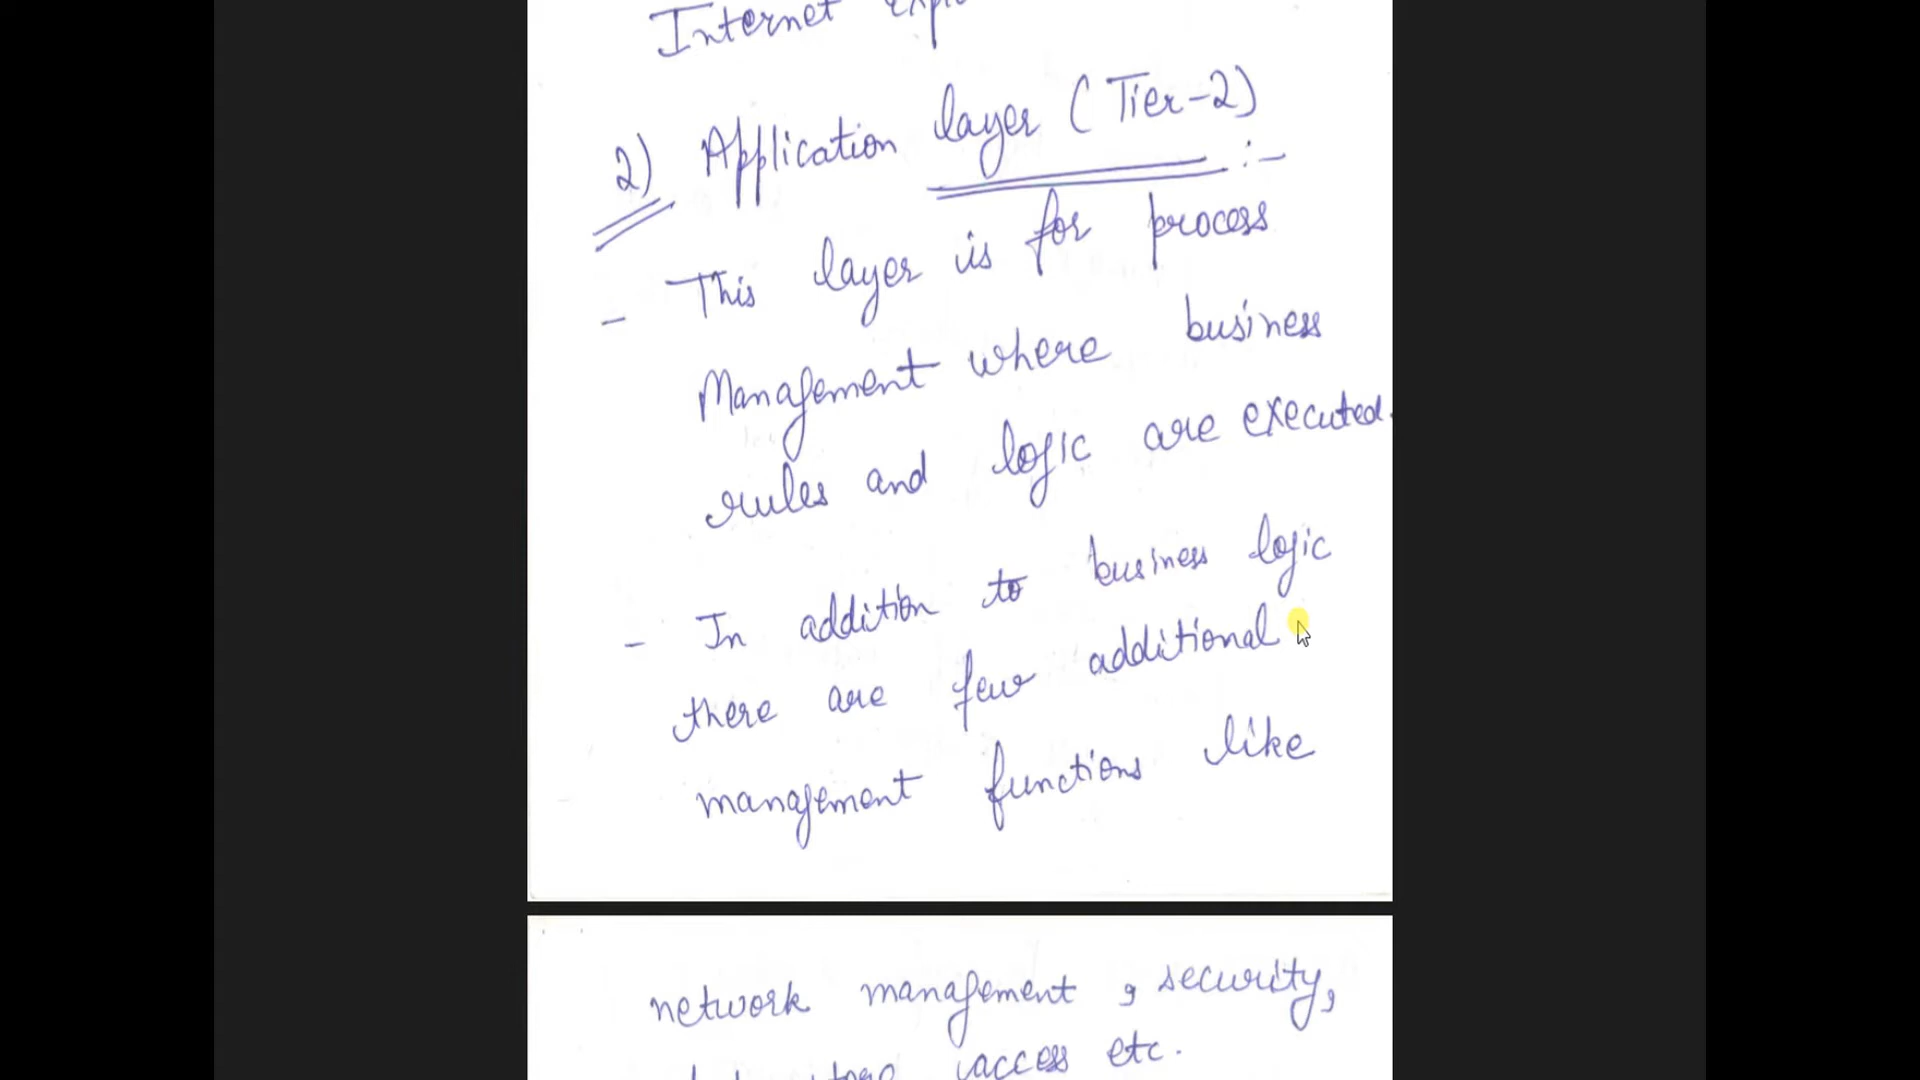 Internet
2) Application layer (Tier-2) :-
- This layer is for process
Management where business
rules and logic are executed.
- In addition to business logic
there are few additional
management functions like
network management, security,
access etc.